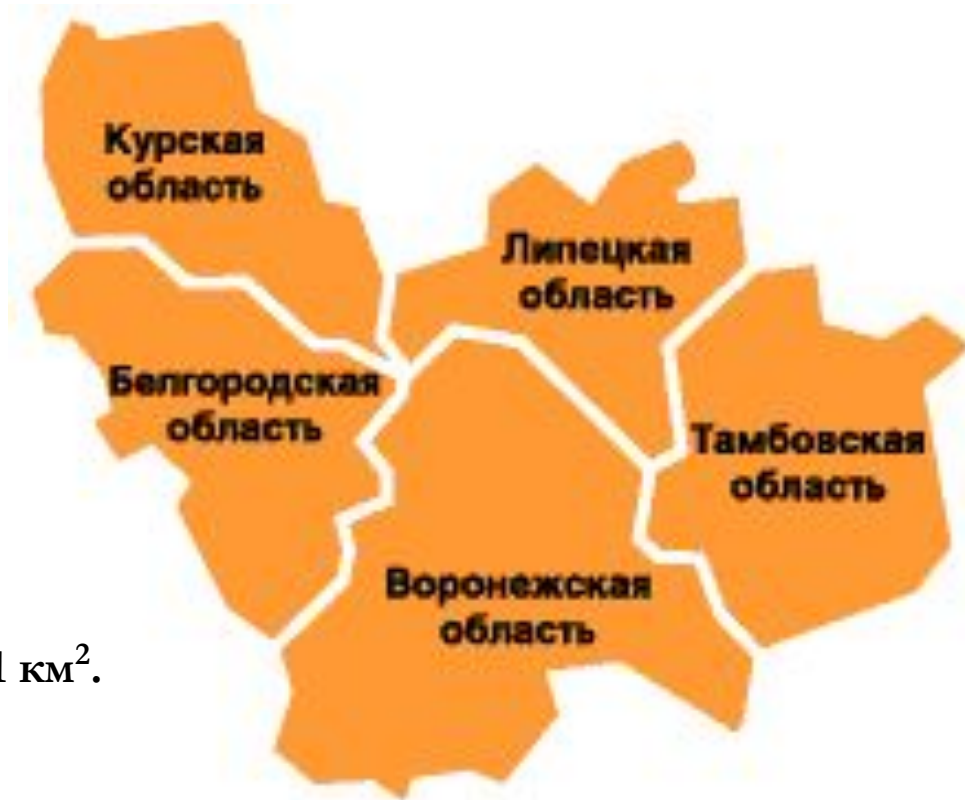 Курская
область
Липецкая
область
Белгородская
область
Тамбовская
область
Воронежская
область
км².